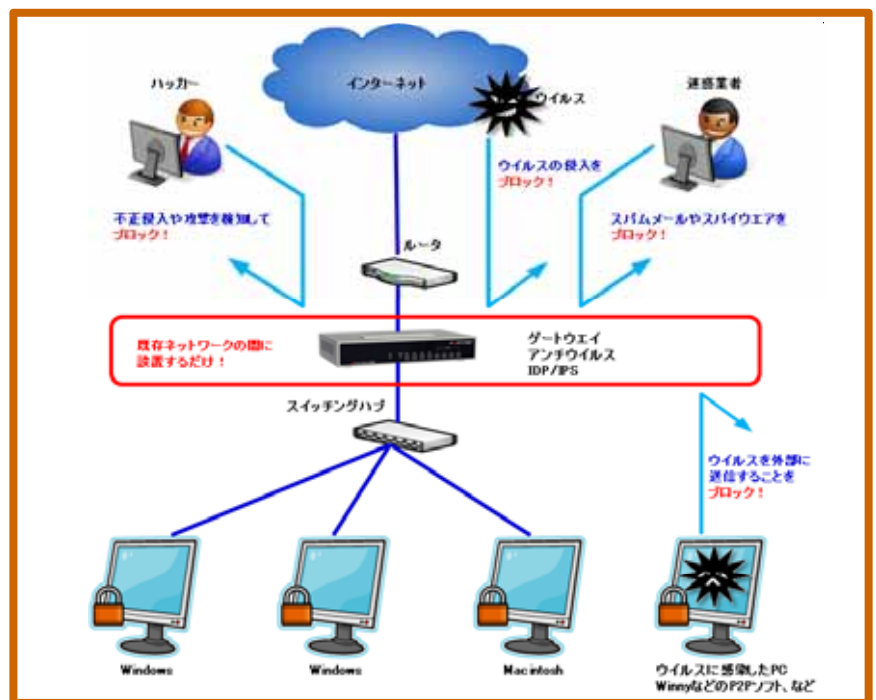 ハッカー
インターネット
ウイルス
迷惑業者
不正侵入や攻撃を検知して
ブロック！
ウイルスの侵入を
ブロック！
スパムメールやスパイウエアを
ブロック！
ルータ
既存ネットワークの間に
設置するだけ！
ゲートウエイ
アンチウイルス
IDP/IPS
スイッチングハブ
ウイルスを外部に
送信することを
ブロック！
Windows
Windows
Macintosh
ウイルスに感染したPC
WinnyなどのP2Pソフト、など